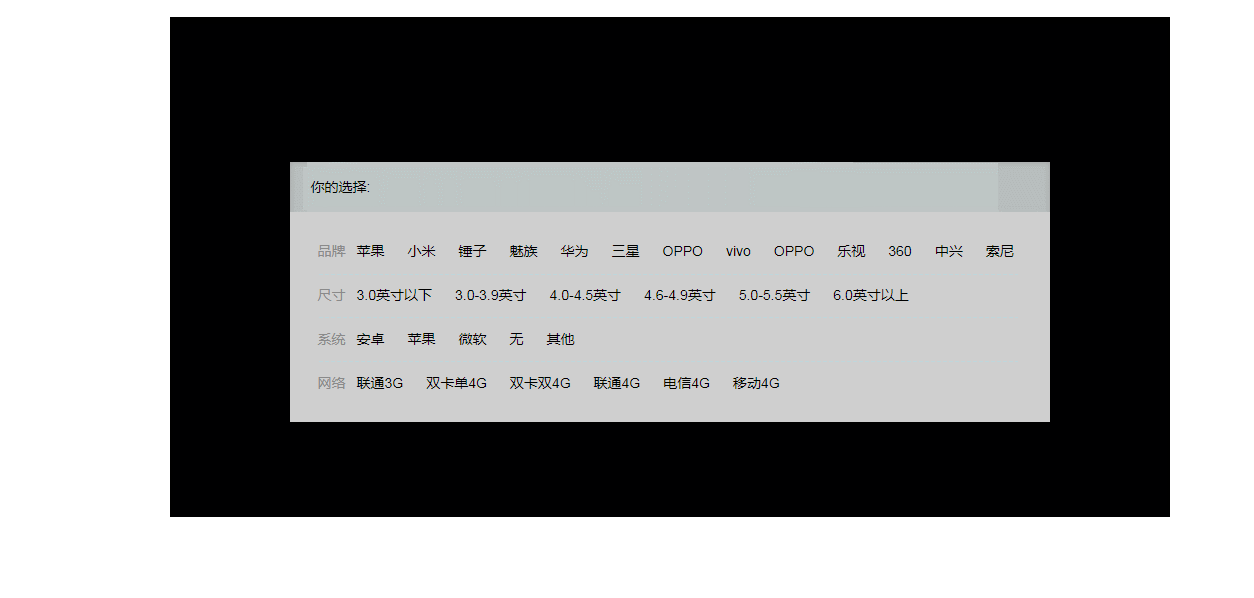 你的选择:
品牌 苹果 小米 锤子 魅族 华为 三星 OPPO vivo OPPO 乐视 360 中兴 索尼
尺寸 3.0英寸以下 3.0-3.9英寸 4.0-4.5英寸 4.6-4.9英寸 5.0-5.5英寸 6.0英寸以上
系统 安卓 苹果 微软 无 其他
网络 联通3G 双卡单4G 双卡双4G 联通4G 电信4G 移动4G